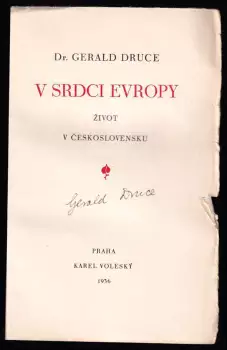 Dr. GERALD DRUCE
V SRDCI EVROPY
ŽIVOT
V ČESKOSLOVENSKU
Gerald Druce
PRAHA
KAREL VOLESKÝ
1936